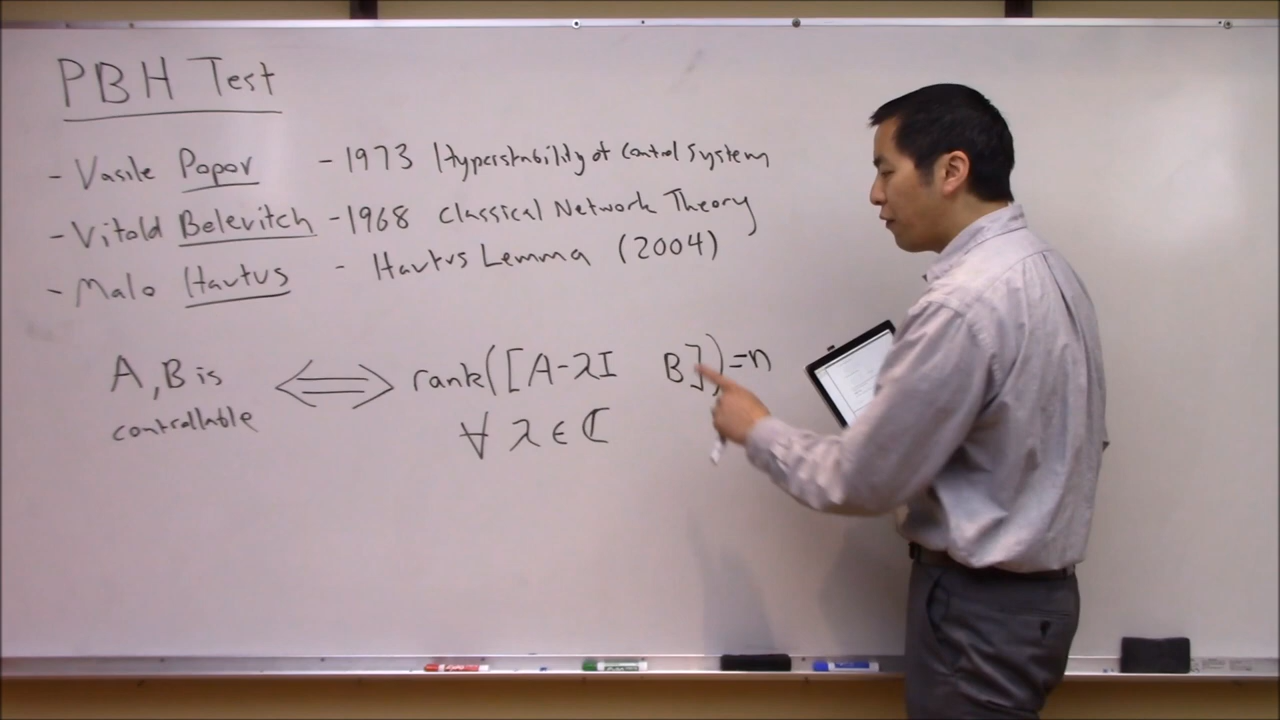 PBH Test
- Vasile Popov - 1973 Hyperstability of Control System
- Vitold Belevitch - 1968 Classical Network Theory
- Malo Hautus - Hautus Lemma (2004)
A, B is controllable ⟺ rank([A-λI B])=n
∀ λ ∈ ℂ